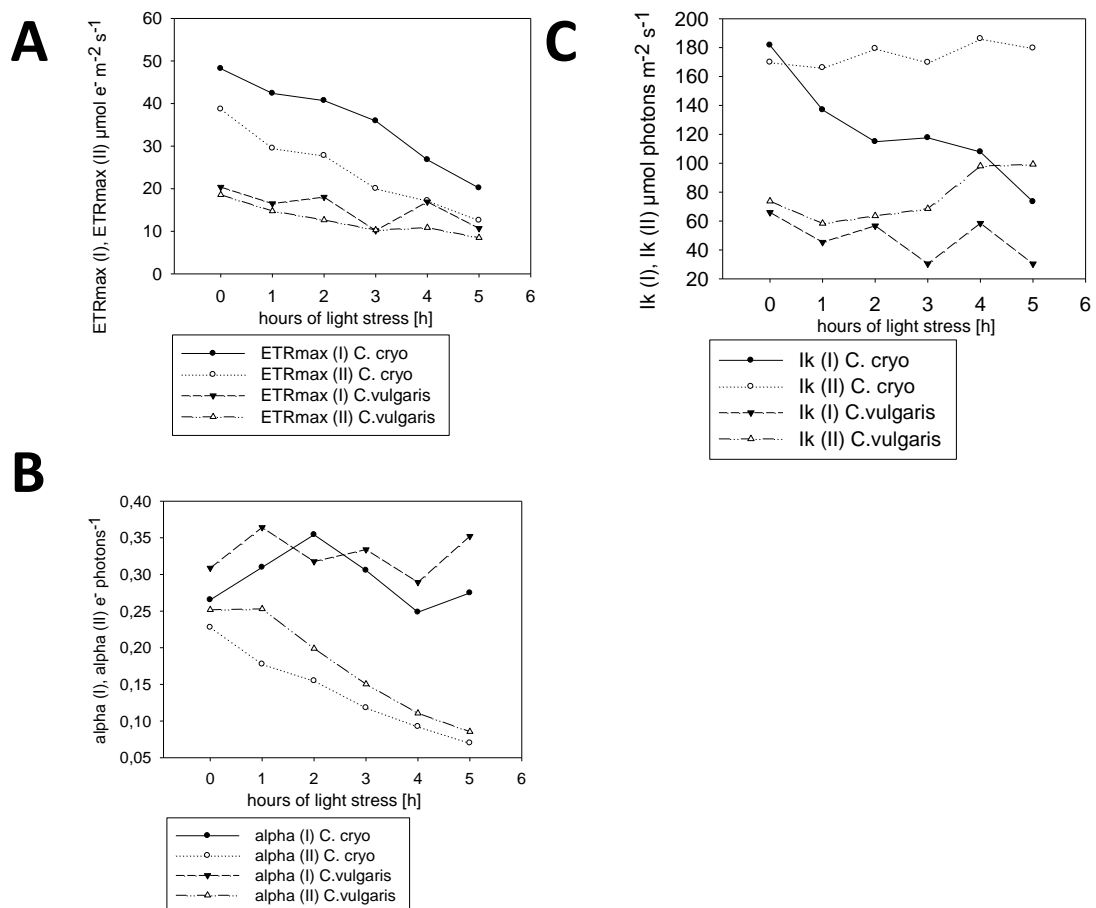 A
ETRmax (I), ETRmax (II) µmol e⁻ m⁻² s⁻¹
60
50
40
30
20
10
0
0 1 2 3 4 5 6
hours of light stress [h]
ETRmax (I) C. cryo
ETRmax (II) C. cryo
ETRmax (I) C.vulgaris
ETRmax (II) C.vulgaris
C
Ik (I), Ik (II) µmol photons m⁻² s⁻¹
200
180
160
140
120
100
80
60
40
20
0 1 2 3 4 5 6
hours of light stress [h]
Ik (I) C. cryo
Ik (II) C. cryo
Ik (I) C.vulgaris
Ik (II) C.vulgaris
B
alpha (I), alpha (II) e⁻ photons⁻¹
0,40
0,35
0,30
0,25
0,20
0,15
0,10
0,05
0 1 2 3 4 5 6
hours of light stress [h]
alpha (I) C. cryo
alpha (II) C. cryo
alpha (I) C.vulgaris
alpha (II) C.vulgaris